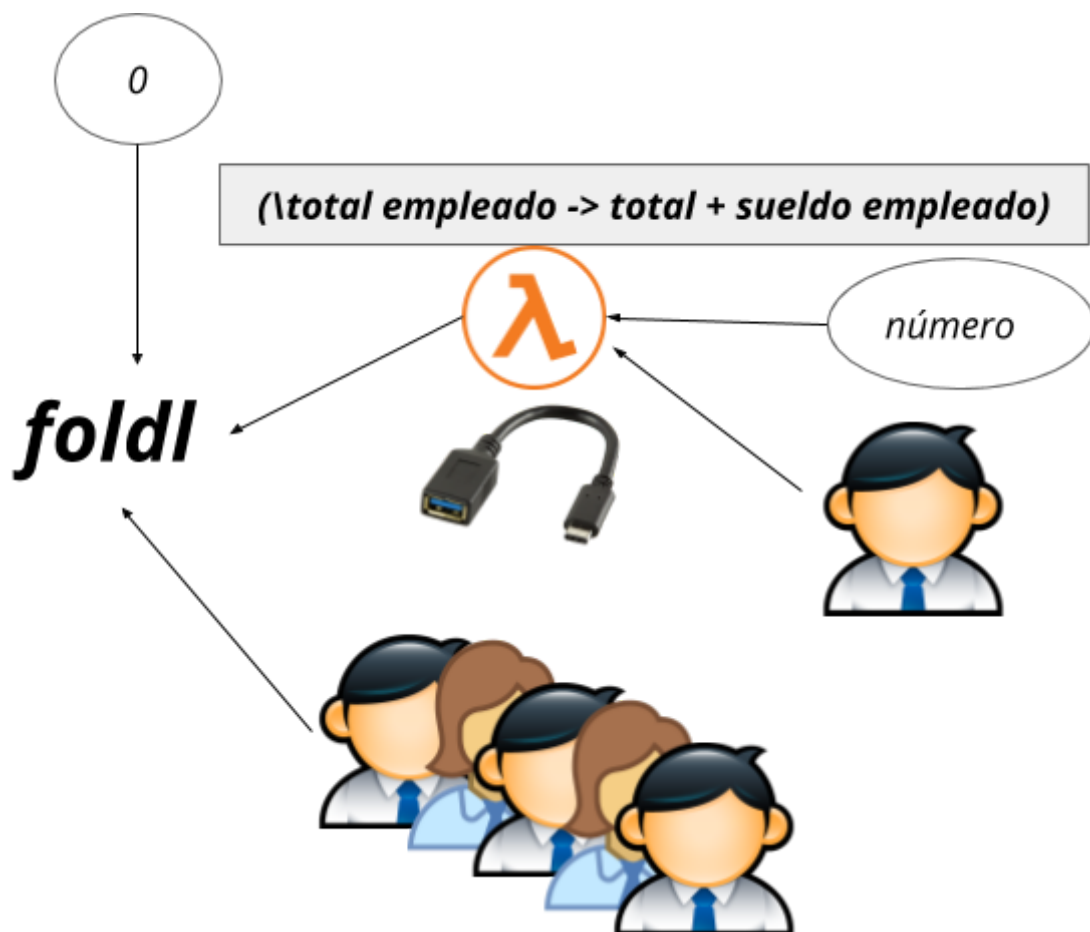 0
(\total empleado -> total + sueldo empleado)
λ
número
foldl